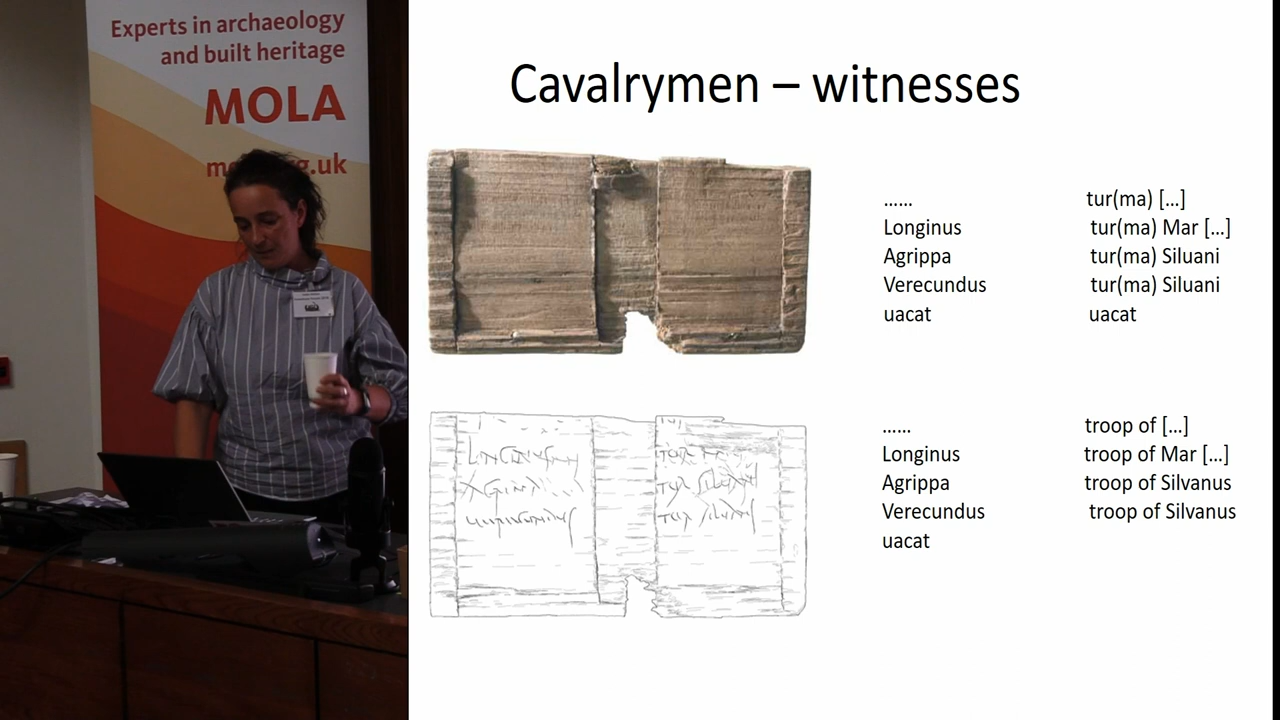 Experts in archaeology
and built heritage
MOLA
Cavalrymen – witnesses
...... tur(ma) [...]
Longinus tur(ma) Mar [...]
Agrippa tur(ma) Siluani
Verecundus tur(ma) Siluani
uacat uacat
...... troop of [...]
Longinus troop of Mar [...]
Agrippa troop of Silvanus
Verecundus troop of Silvanus
uacat